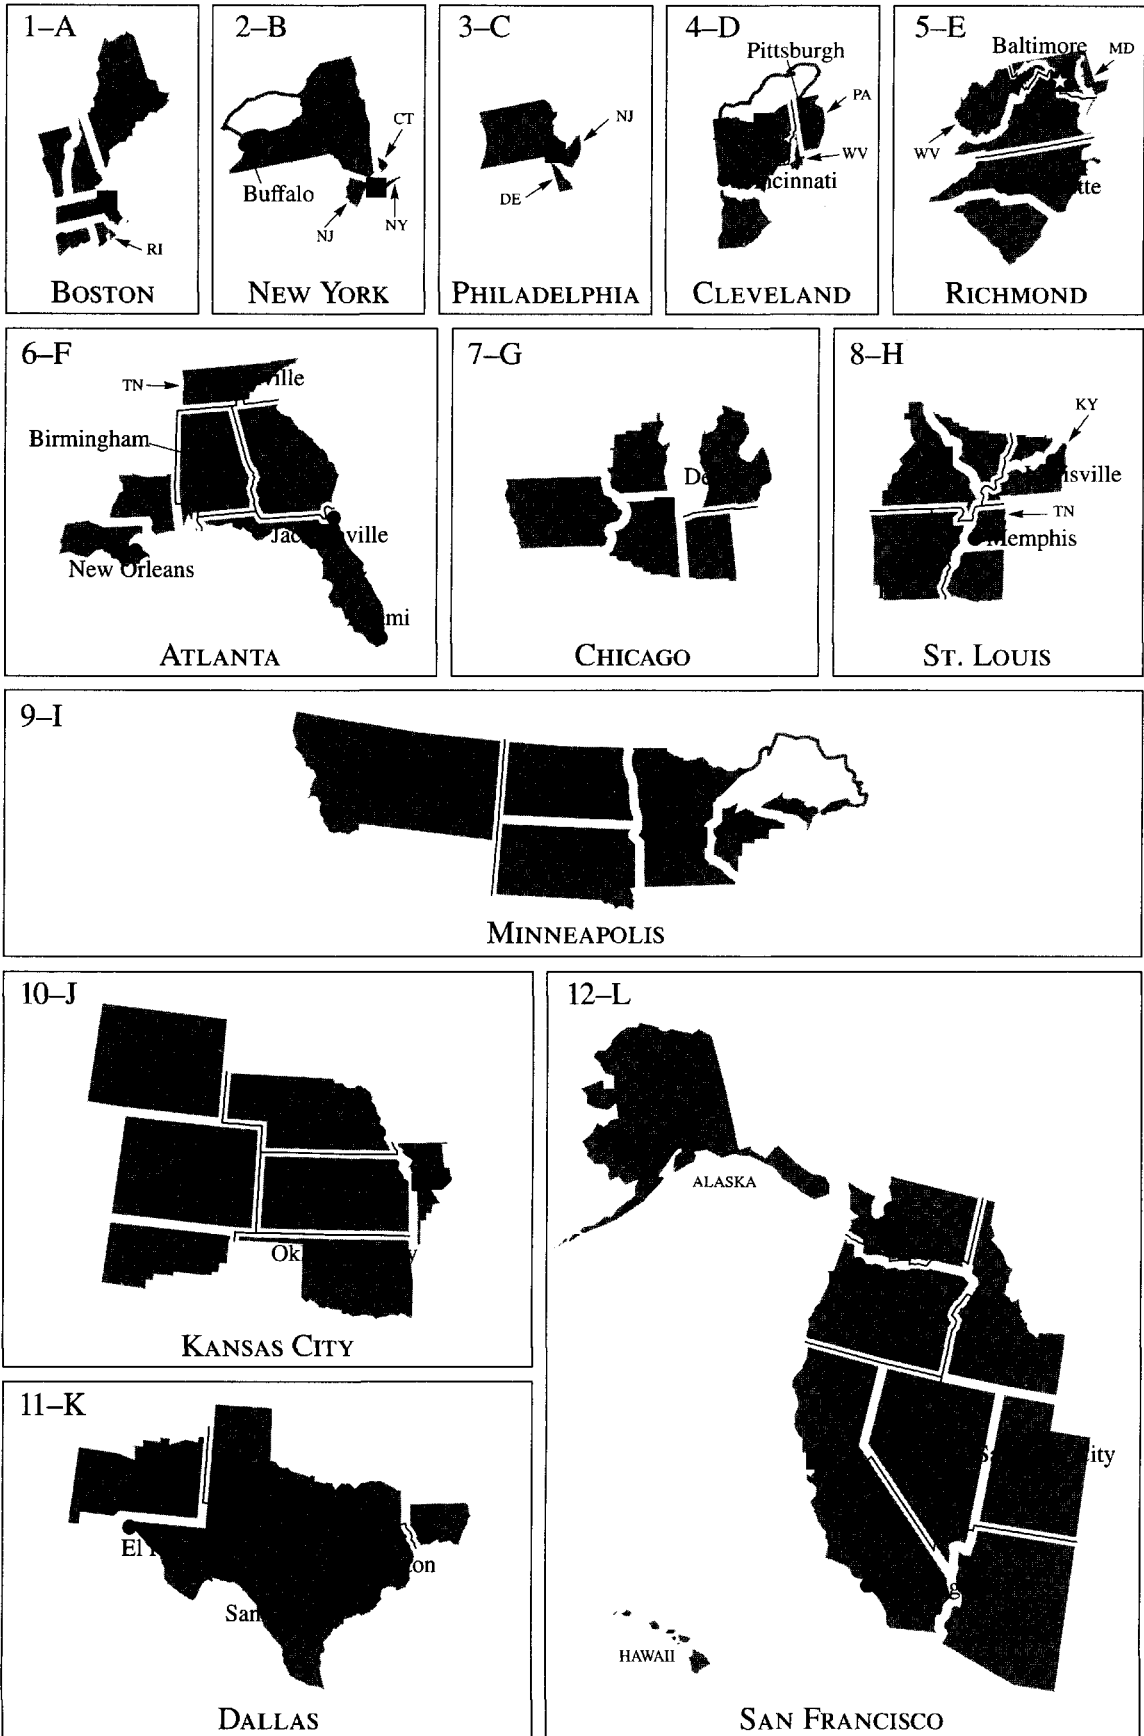 1–A
CT
RI
BOSTON
2–B
Buffalo
NJ
NY
NEW YORK
3–C
NJ
DE
PHILADELPHIA
4–D
Pittsburgh
PA
WV
CLEVELAND
5–E
Baltimore
MD
WV
RICHMOND
6–F
TN
Birmingham
New Orleans
ATLANTA
7–G
CHICAGO
8–H
KY
TN
Memphis
ST. LOUIS
9–I
MINNEAPOLIS
10–J
KANSAS CITY
11–K
DALLAS
12–L
ALASKA
HAWAII
SAN FRANCISCO